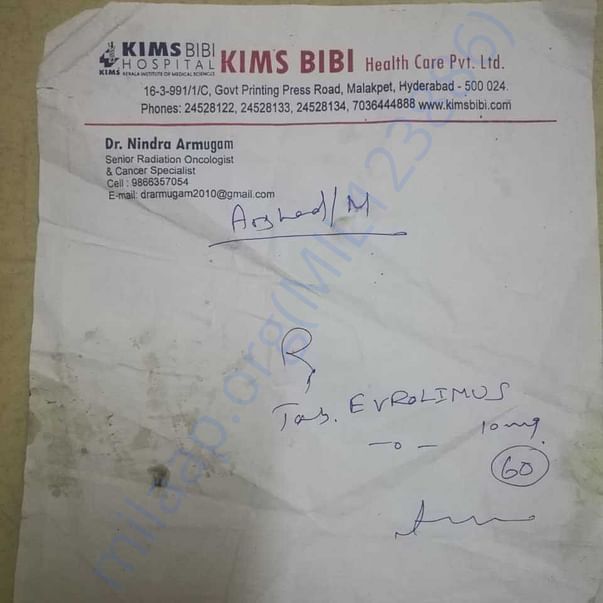 KIMS BIBI
HOSPITAL
KIMS KERALA INSTITUTE OF MEDICAL SCIENCES
KIMS BIBI Health Care Pvt. Ltd.
16-3-991/1/C, Govt Printing Press Road, Malakpet, Hyderabad - 500 024.
Phones: 24528122, 24528133, 24528134, 7036444888 www.kimsbibi.com
Dr. Nindra Armugam
Senior Radiation Oncologist
& Cancer Specialist
Cell : 9866357054
E-mail: drarmugam2010@gmail.com
Arshad/M
R
Tab. EVROLIMUS
-o- 10mg.
60
milaap.org(MIL123866)